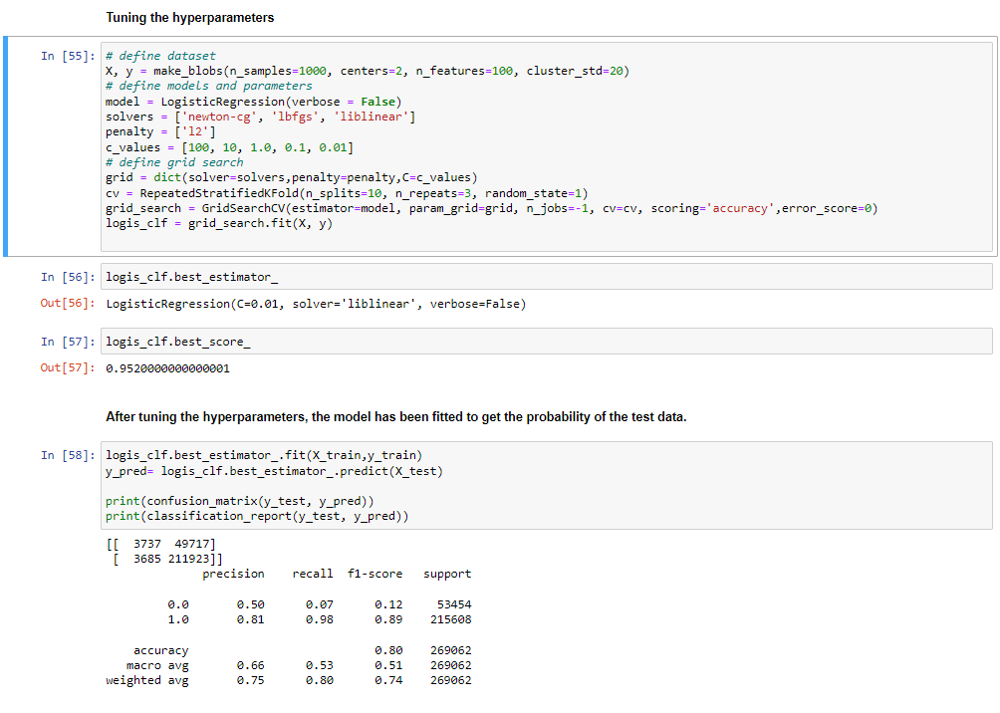 Tuning the hyperparameters
In [55]: # define dataset
X, y = make_blobs(n_samples=1000, centers=2, n_features=100, cluster_std=20)
# define models and parameters
model = LogisticRegression(verbose = False)
solvers = ['newton-cg', 'lbfgs', 'liblinear']
penalty = ['l2']
c_values = [100, 10, 1.0, 0.1, 0.01]
# define grid search
grid = dict(solver=solvers,penalty=penalty,C=c_values)
cv = RepeatedStratifiedKFold(n_splits=10, n_repeats=3, random_state=1)
grid_search = GridSearchCV(estimator=model, param_grid=grid, n_jobs=-1, cv=cv, scoring='accuracy',error_score=0)
logis_clf = grid_search.fit(X, y)
In [56]: logis_clf.best_estimator_
Out[56]: LogisticRegression(C=0.01, solver='liblinear', verbose=False)
In [57]: logis_clf.best_score_
Out[57]: 0.9520000000000001
After tuning the hyperparameters, the model has been fitted to get the probability of the test data.
In [58]: logis_clf.best_estimator_.fit(X_train,y_train)
y_pred= logis_clf.best_estimator_.predict(X_test)
print(confusion_matrix(y_test, y_pred))
print(classification_report(y_test, y_pred))
[[  3737  49717]
 [  3685 211923]]
precision    recall  f1-score   support
0.0       0.50      0.07      0.12     53454
1.0       0.81      0.98      0.89    215608
accuracy                           0.80    269062
macro avg       0.66      0.53      0.51    269062
weighted avg       0.75      0.80      0.74    269062